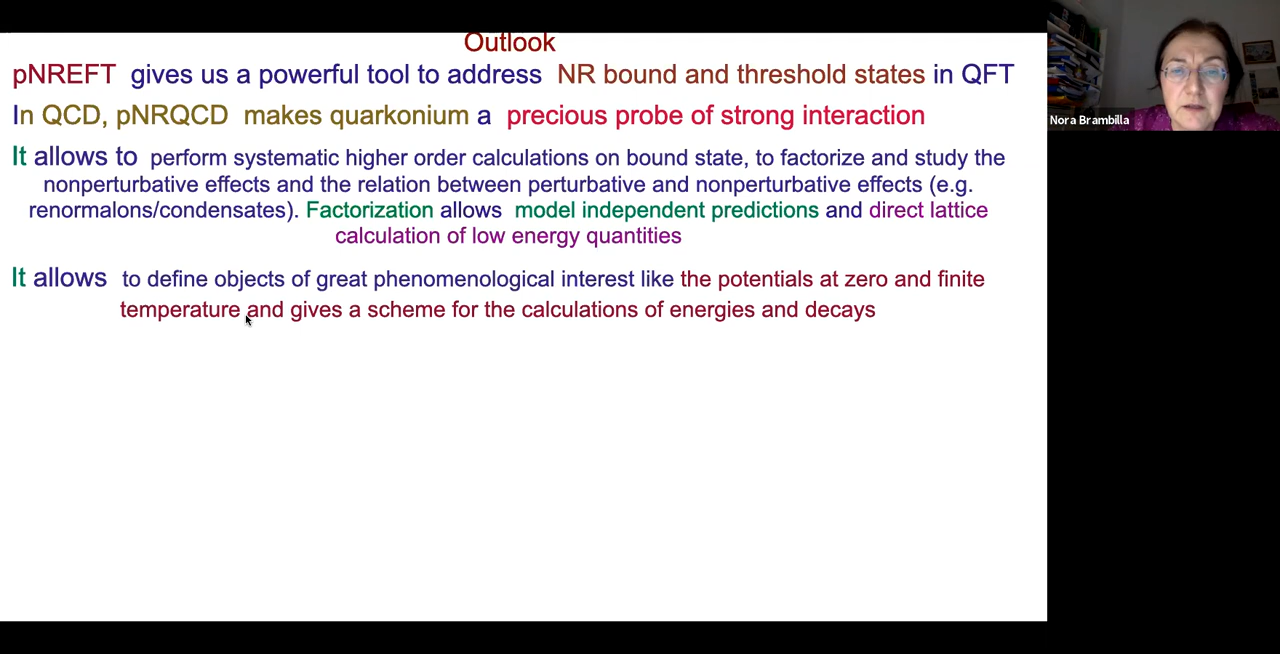 Outlook
pNREFT gives us a powerful tool to address NR bound and threshold states in QFT
In QCD, pNRQCD makes quarkonium a precious probe of strong interaction
It allows to perform systematic higher order calculations on bound state, to factorize and study the
nonperturbative effects and the relation between perturbative and nonperturbative effects (e.g.
renormalons/condensates). Factorization allows model independent predictions and direct lattice
calculation of low energy quantities
It allows to define objects of great phenomenological interest like the potentials at zero and finite
temperature and gives a scheme for the calculations of energies and decays
Nora Brambilla